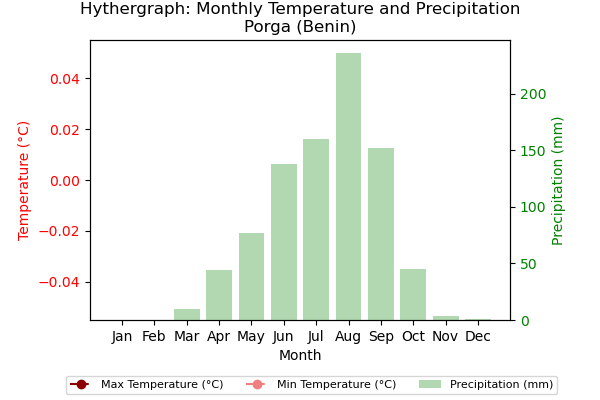 Hythergraph: Monthly Temperature and Precipitation
Porga (Benin)
Temperature (°C)
0.04
0.02
0.00
−0.02
−0.04
Precipitation (mm)
200
150
100
50
0
Jan Feb Mar Apr May Jun Jul Aug Sep Oct Nov Dec
Month
Max Temperature (°C) Min Temperature (°C) Precipitation (mm)